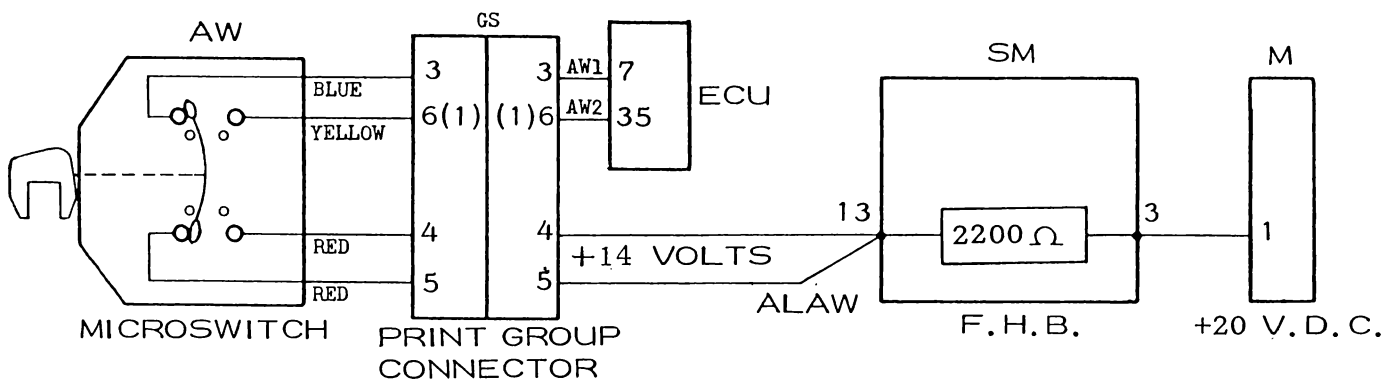 GS
AW
SM
M
3
3
AW1
7
BLUE
ECU
6(1)
(1)6
AW2
35
YELLOW
13
3
4
4
2200 Ω
1
RED
+14 VOLTS
5
5
RED
ALAW
MICROSWITCH
PRINT GROUP
CONNECTOR
F.H.B.
+20 V.D.C.